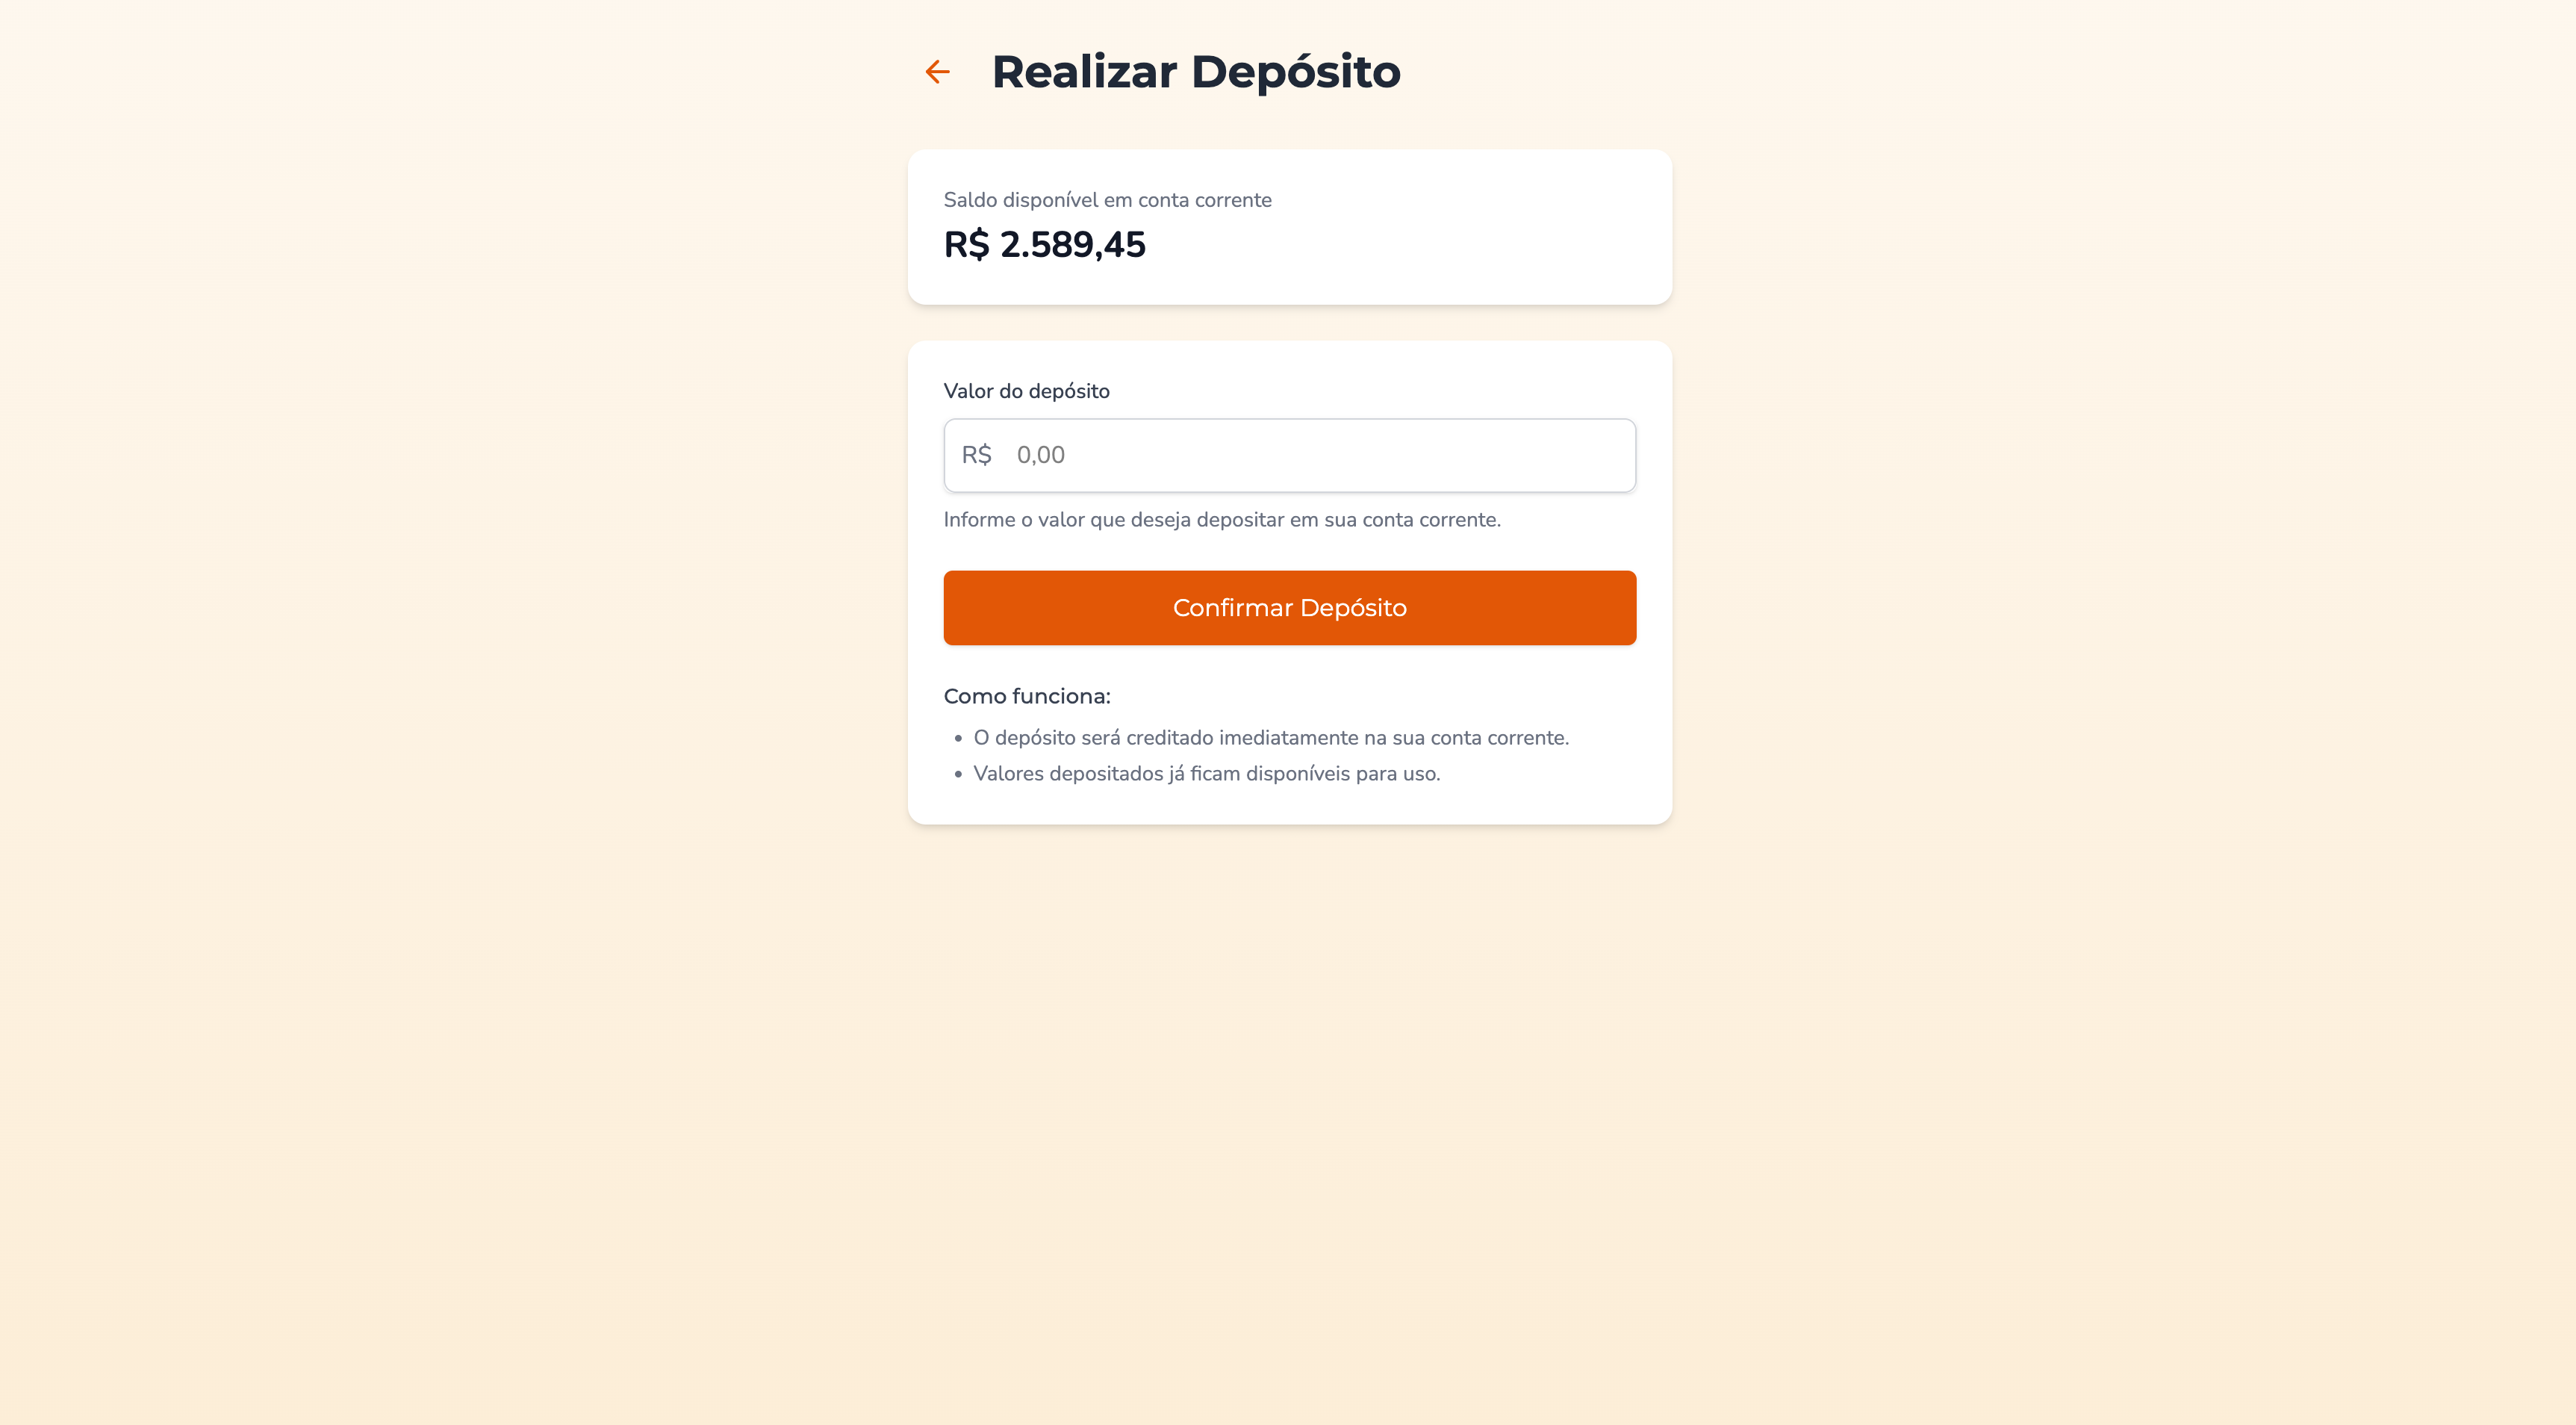 Realizar Depósito
Saldo disponível em conta corrente
R$ 2.589,45
Valor do depósito
R$ 0,00
Informe o valor que deseja depositar em sua conta corrente.
Confirmar Depósito
Como funciona:
• O depósito será creditado imediatamente na sua conta corrente.
• Valores depositados já ficam disponíveis para uso.